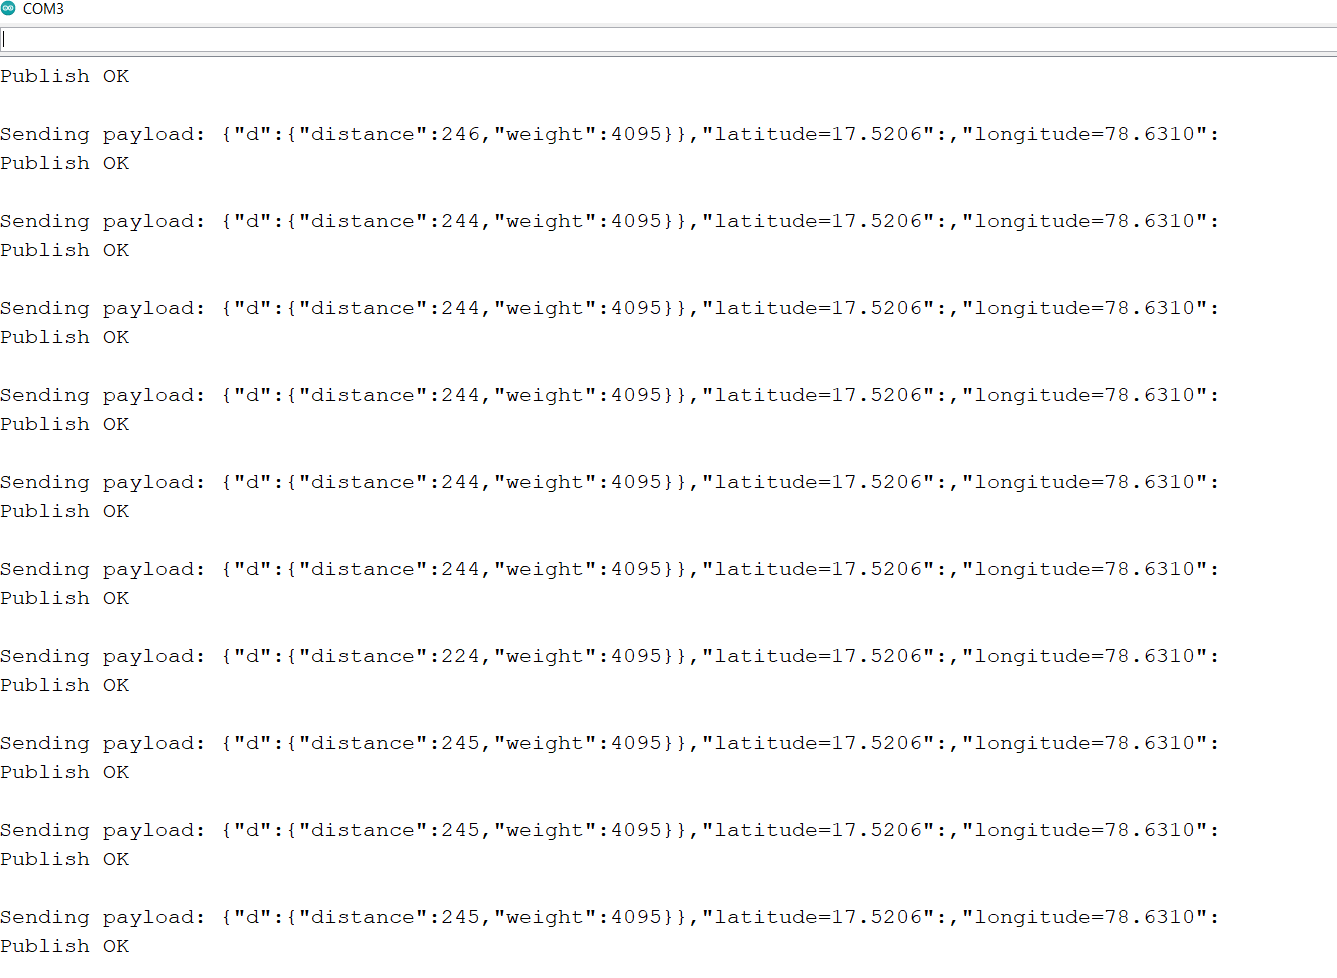 COM3
Publish OK
Sending payload: {"d":{"distance":246,"weight":4095}},"latitude=17.5206":,"longitude=78.6310":
Publish OK
Sending payload: {"d":{"distance":244,"weight":4095}},"latitude=17.5206":,"longitude=78.6310":
Publish OK
Sending payload: {"d":{"distance":244,"weight":4095}},"latitude=17.5206":,"longitude=78.6310":
Publish OK
Sending payload: {"d":{"distance":244,"weight":4095}},"latitude=17.5206":,"longitude=78.6310":
Publish OK
Sending payload: {"d":{"distance":244,"weight":4095}},"latitude=17.5206":,"longitude=78.6310":
Publish OK
Sending payload: {"d":{"distance":244,"weight":4095}},"latitude=17.5206":,"longitude=78.6310":
Publish OK
Sending payload: {"d":{"distance":224,"weight":4095}},"latitude=17.5206":,"longitude=78.6310":
Publish OK
Sending payload: {"d":{"distance":245,"weight":4095}},"latitude=17.5206":,"longitude=78.6310":
Publish OK
Sending payload: {"d":{"distance":245,"weight":4095}},"latitude=17.5206":,"longitude=78.6310":
Publish OK
Sending payload: {"d":{"distance":245,"weight":4095}},"latitude=17.5206":,"longitude=78.6310":
Publish OK